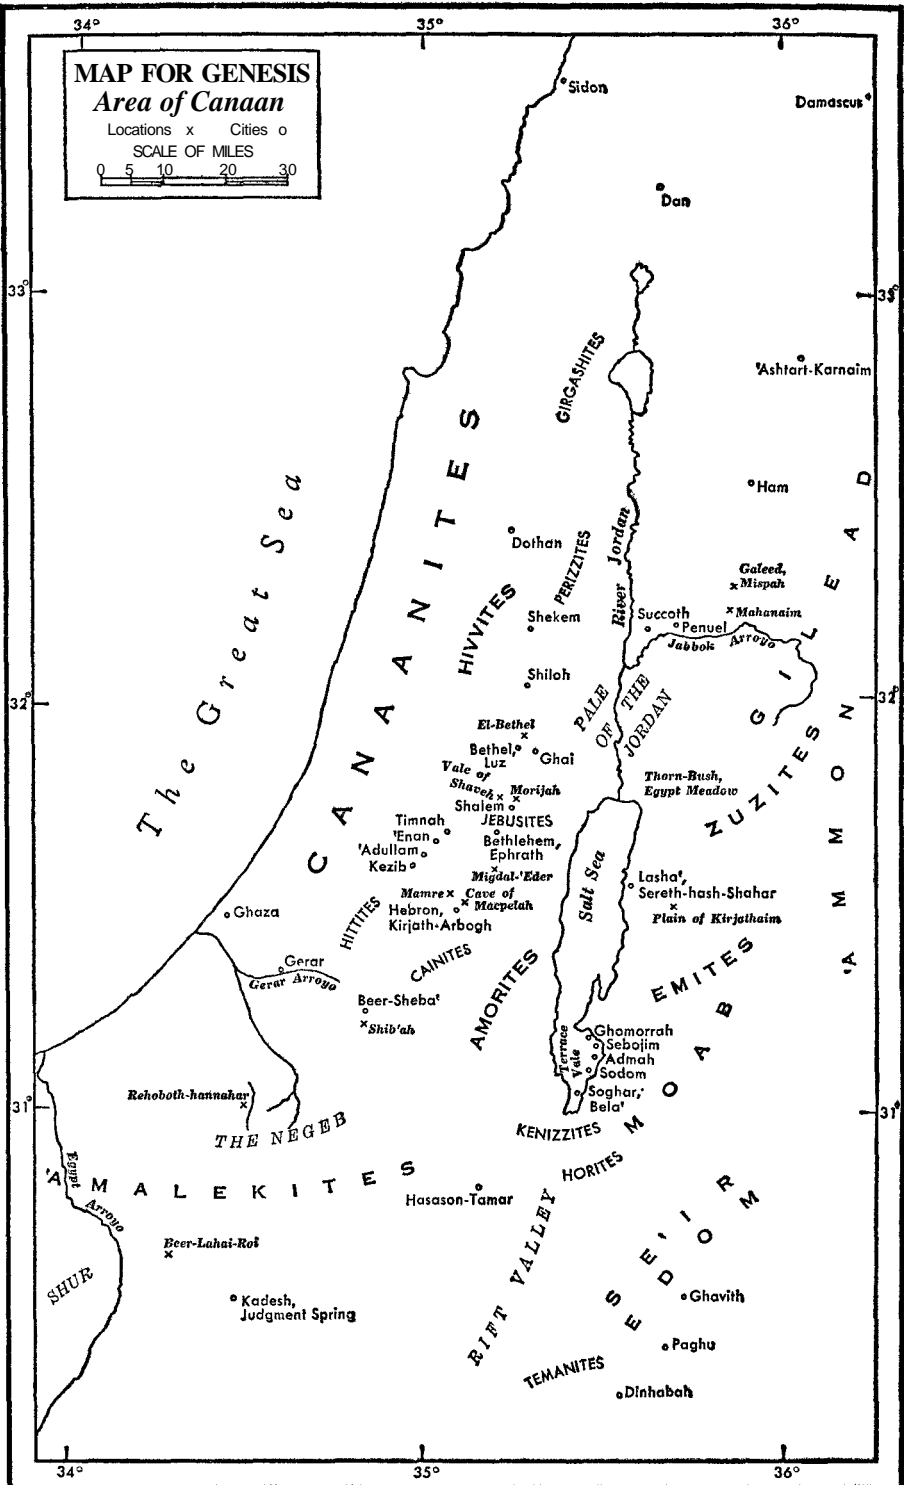 34°
35°
36°
MAP FOR GENESIS
Area of Canaan
Locations x Cities o
SCALE OF MILES
0 5 10 20 30
Sidon
Damascus
Dan
33°
33°
GIRGASHITES
'Ashtart-Karnaim
CANAANITES
The Great Sea
Ham
GILEAD
Dothan
PERIZZITES
River Jordan
Galeed,
Mispah
Mahanaim
HIVVITES
Shekem
Succoth
Penuel
Jabbok Arroyo
Shiloh
32°
PALE
OF THE
JORDAN
El-Bethel
Bethel,
Luz
Ghai
ZUZITES
'AMMON
Vale of
Shaveh
Morijah
Shalem
Thorn-Bush,
Egypt Meadow
Timnah
JEBUSITES
'Enan
Bethlehem,
Ephrath
'Adullam
Kezib
Migdal-'Eder
Salt Sea
Lasha',
Sereth-hash-Shahar
Plain of Kirjathaim
Mamre
Cave of
Macpelah
Hebron,
Kirjath-Arbogh
HITTITES
Ghaza
CAINITES
Gerar
Gerar Arroyo
AMORITES
EMITES
Beer-Sheba'
Shib'ah
MOAB
Terrace
Vale
Ghomorrah
Sebojim
Admah
Sodom
Soghar,
Bela'
Rehoboth-hannahar
31°
31°
THE NEGEB
KENIZZITES
'AMALEKITES
HORITES
Egypt
Arroyo
Hasason-Tamar
RIFT VALLEY
SE'IR
EDOM
Beer-Lahai-Roi
SHUR
Kadesh,
Judgment Spring
Ghavith
Paghu
TEMANITES
Dinhabah
34°
35°
36°